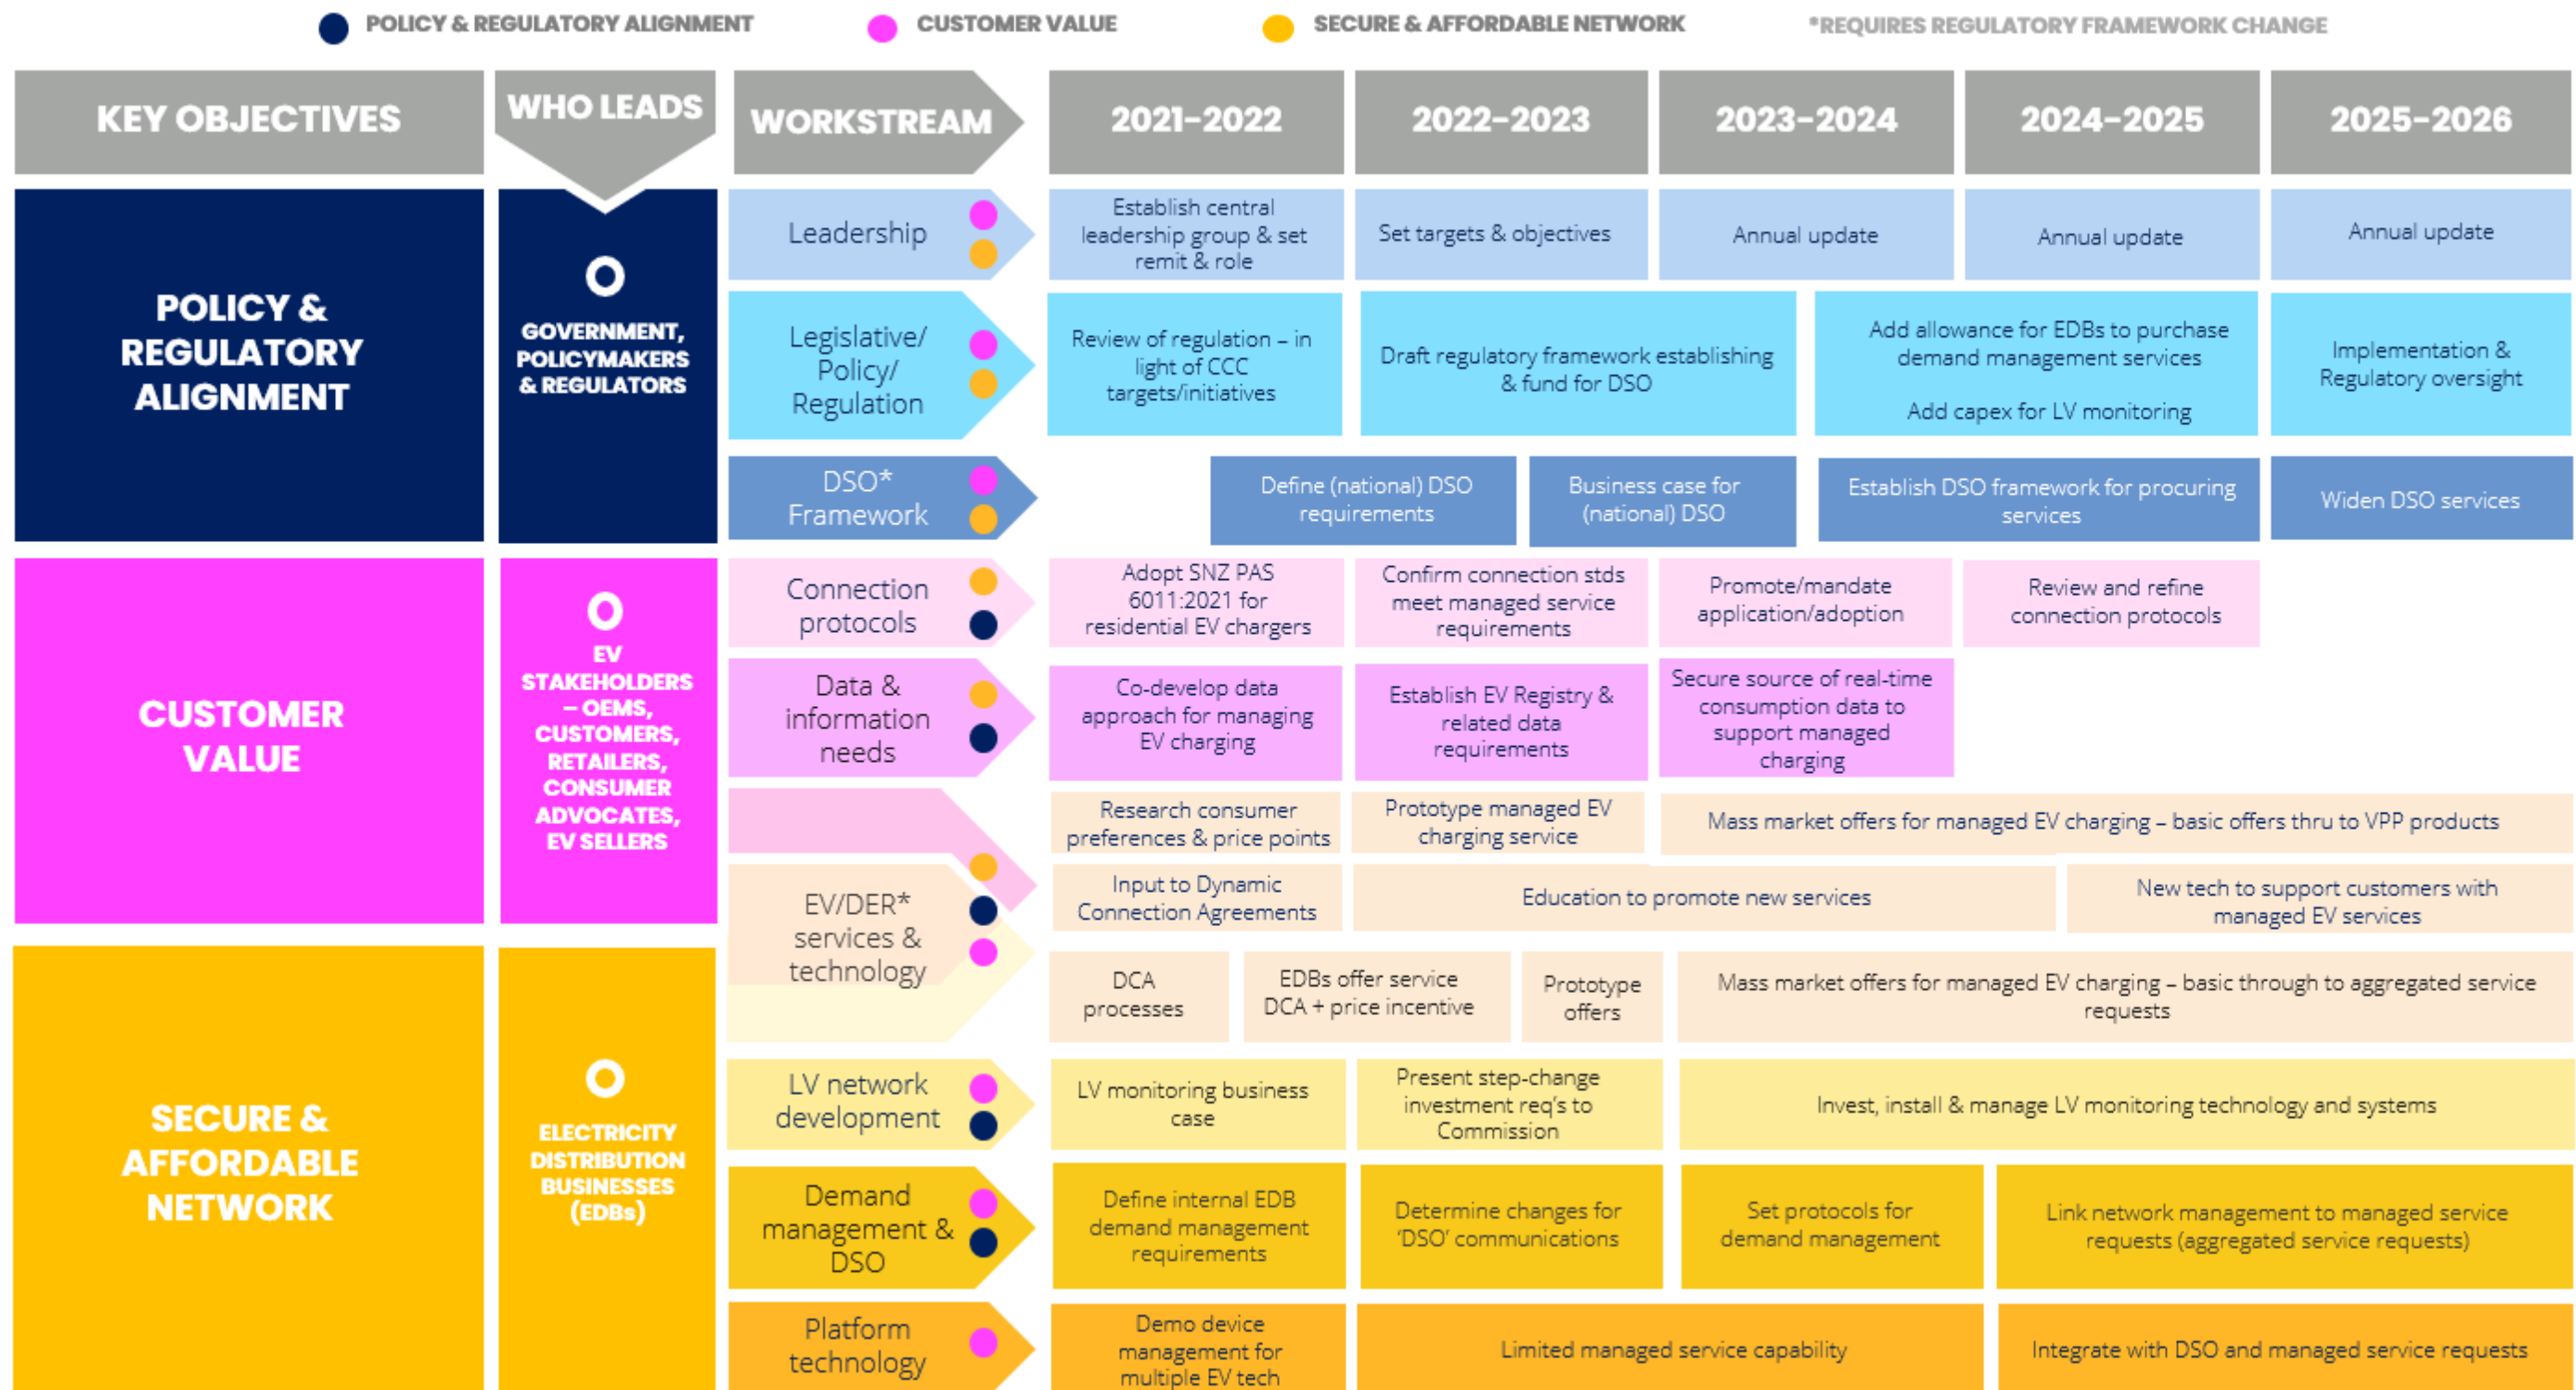 POLICY & REGULATORY ALIGNMENT
CUSTOMER VALUE
SECURE & AFFORDABLE NETWORK
*REQUIRES REGULATORY FRAMEWORK CHANGE
KEY OBJECTIVES
WHO LEADS
WORKSTREAM
2021-2022
2022-2023
2023-2024
2024-2025
2025-2026
POLICY &
REGULATORY
ALIGNMENT
GOVERNMENT,
POLICYMAKERS
& REGULATORS
Leadership
Establish central
leadership group & set
remit & role
Set targets & objectives
Annual update
Annual update
Annual update
Legislative/
Policy/
Regulation
Review of regulation – in
light of CCC
targets/initiatives
Draft regulatory framework establishing
& fund for DSO
Add allowance for EDBs to purchase
demand management services
Add capex for LV monitoring
Implementation &
Regulatory oversight
DSO*
Framework
Define (national) DSO
requirements
Business case for
(national) DSO
Establish DSO framework for procuring
services
Widen DSO services
CUSTOMER
VALUE
EV
STAKEHOLDERS
– OEMS,
CUSTOMERS,
RETAILERS,
CONSUMER
ADVOCATES,
EV SELLERS
Connection
protocols
Adopt SNZ PAS
6011:2021 for
residential EV chargers
Confirm connection stds
meet managed service
requirements
Promote/mandate
application/adoption
Review and refine
connection protocols
Data &
information
needs
Co-develop data
approach for managing
EV charging
Establish EV Registry &
related data
requirements
Secure source of real-time
consumption data to
support managed
charging
EV/DER*
services &
technology
Research consumer
preferences & price points
Prototype managed EV
charging service
Mass market offers for managed EV charging – basic offers thru to VPP products
Input to Dynamic
Connection Agreements
Education to promote new services
New tech to support customers with
managed EV services
DCA
processes
EDBs offer service
DCA + price incentive
Prototype
offers
Mass market offers for managed EV charging – basic through to aggregated service
requests
SECURE &
AFFORDABLE
NETWORK
ELECTRICITY
DISTRIBUTION
BUSINESSES
(EDBs)
LV network
development
LV monitoring business
case
Present step-change
investment req's to
Commission
Invest, install & manage LV monitoring technology and systems
Demand
management &
DSO
Define internal EDB
demand management
requirements
Determine changes for
'DSO' communications
Set protocols for
demand management
Link network management to managed service
requests (aggregated service requests)
Platform
technology
Demo device
management for
multiple EV tech
Limited managed service capability
Integrate with DSO and managed service requests